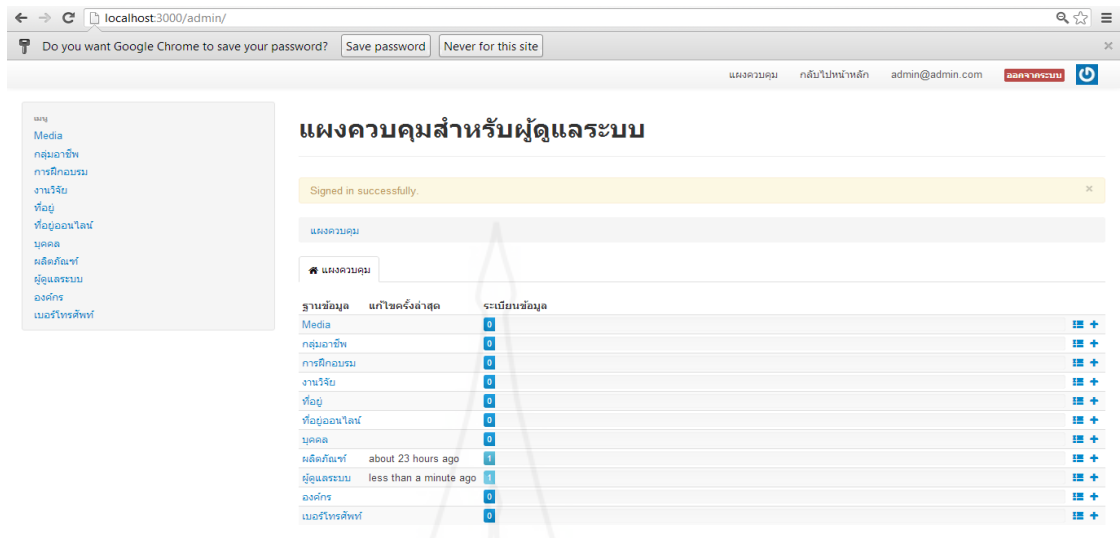 localhost:3000/admin/
Do you want Google Chrome to save your password? Save password Never for this site
แผงควบคุม กลับไปหน้าหลัก admin@admin.com ออกจากระบบ
เมนู
Media
กลุ่มอาชีพ
การฝึกอบรม
งานวิจัย
ที่อยู่
ที่อยู่ออนไลน์
บุคคล
ผลิตภัณฑ์
ผู้ดูแลระบบ
องค์กร
เบอร์โทรศัพท์
แผงควบคุมสำหรับผู้ดูแลระบบ
Signed in successfully. ×
แผงควบคุม
แผงควบคุม
ฐานข้อมูล แก้ไขครั้งล่าสุด ระเบียนข้อมูล
Media 0
กลุ่มอาชีพ 0
การฝึกอบรม 0
งานวิจัย 0
ที่อยู่ 0
ที่อยู่ออนไลน์ 0
บุคคล 0
ผลิตภัณฑ์ about 23 hours ago 1
ผู้ดูแลระบบ less than a minute ago 1
องค์กร 0
เบอร์โทรศัพท์ 0